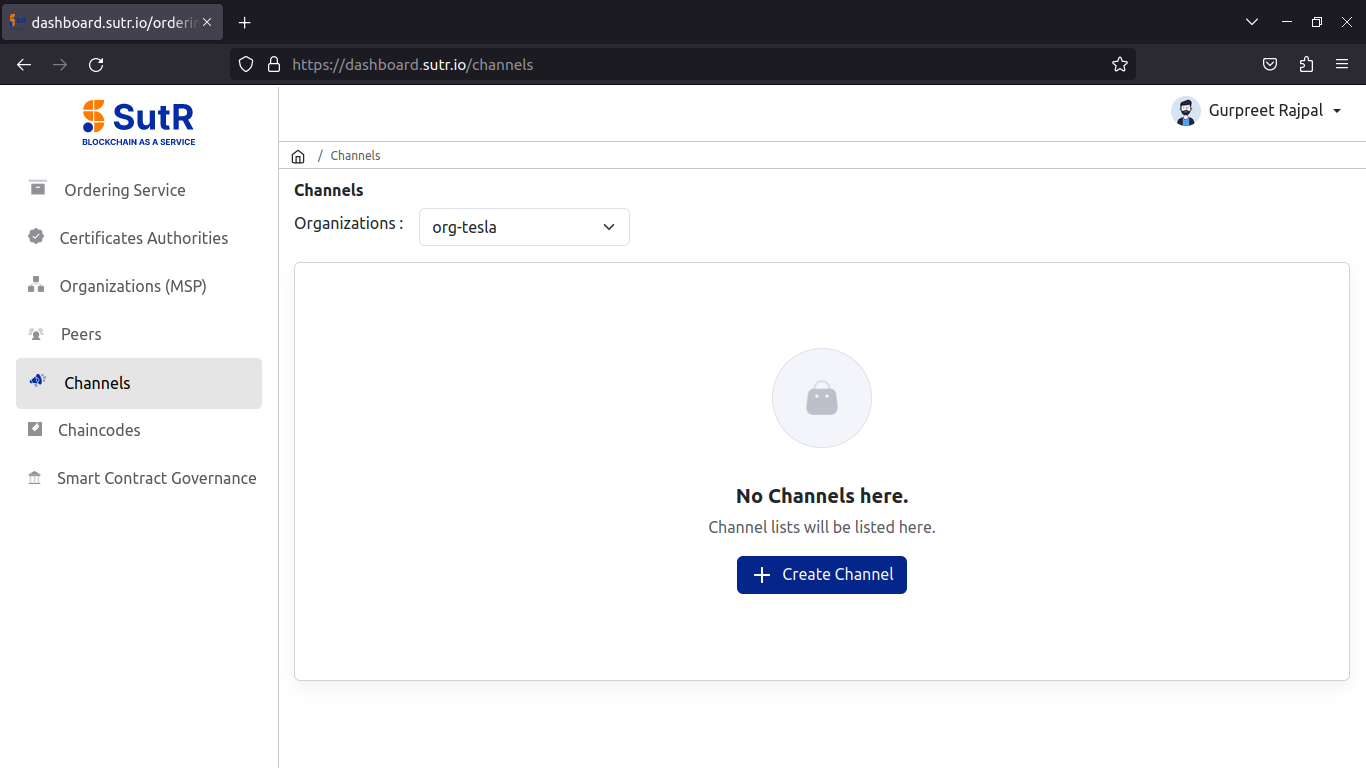 dashboard.sutr.io/orderin
https://dashboard.sutr.io/channels
SutR
BLOCKCHAIN AS A SERVICE
Gurpreet Rajpal
/ Channels
Ordering Service
Certificates Authorities
Organizations (MSP)
Peers
Channels
Chaincodes
Smart Contract Governance
Channels
Organizations : org-tesla
No Channels here.
Channel lists will be listed here.
Create Channel